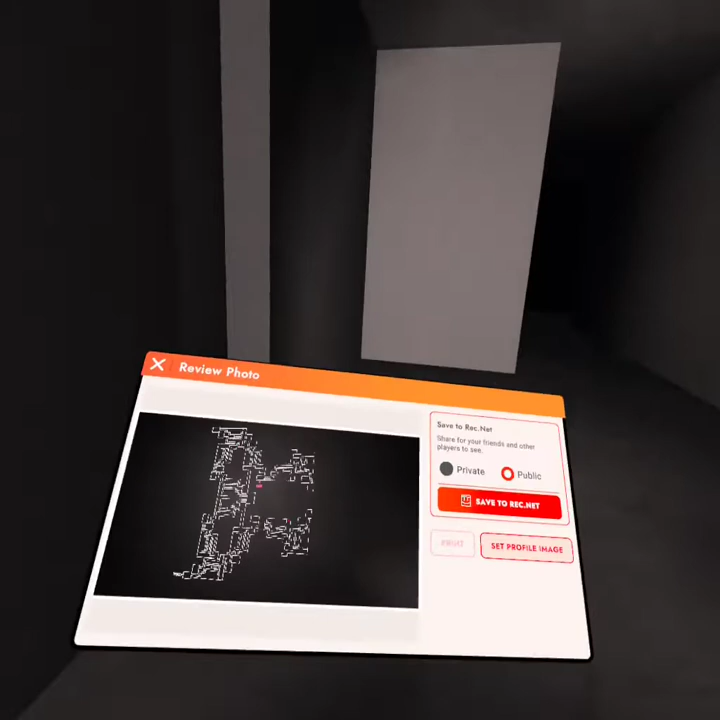 Review Photo
Save to Rec.Net
Share for your friends and other
players to see.
Private
Public
SAVE TO REC.NET
PRINT
SET PROFILE IMAGE